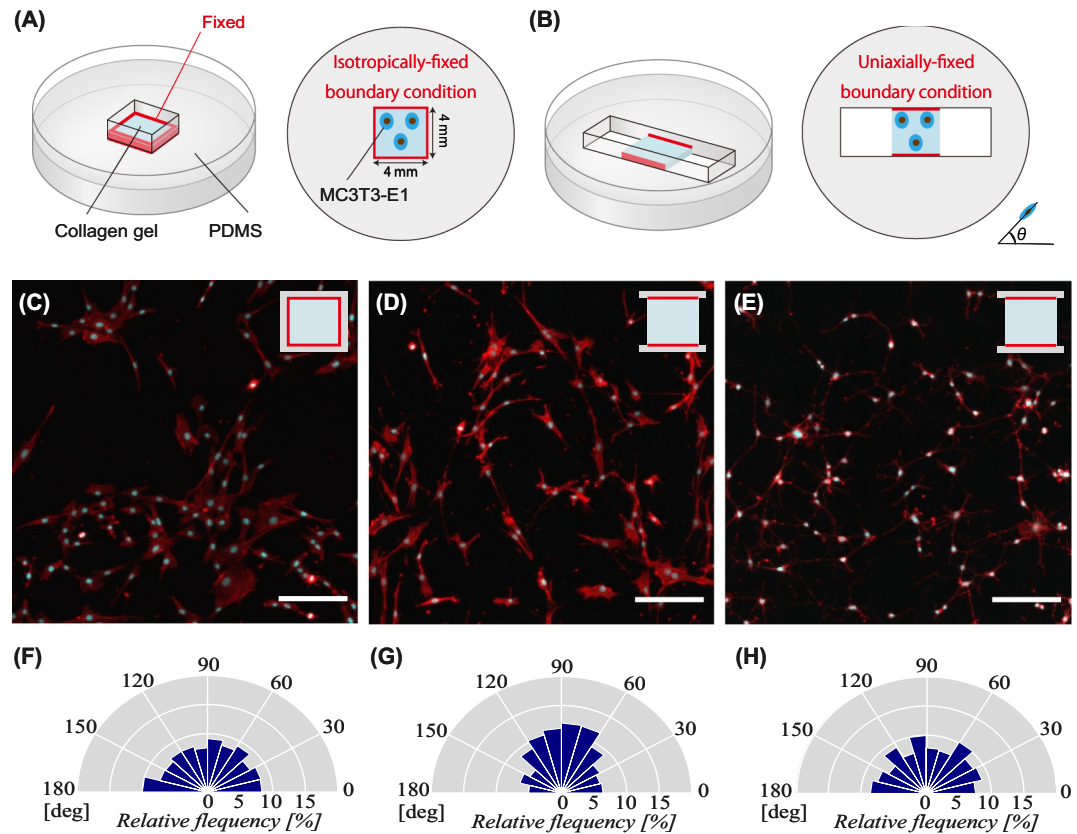 (A)
Fixed
Isotropically-fixed
boundary condition
4 mm
4 mm
MC3T3-E1
Collagen gel
PDMS
(B)
Uniaxially-fixed
boundary condition
θ
(C)
(D)
(E)
(F)
90
120
60
150
30
180
0
[deg]
0
5
10
15
Relative flequency [%]
(G)
90
120
60
150
30
180
0
[deg]
0
5
10
15
Relative flequency [%]
(H)
90
120
60
150
30
180
0
[deg]
0
5
10
15
Relative flequency [%]